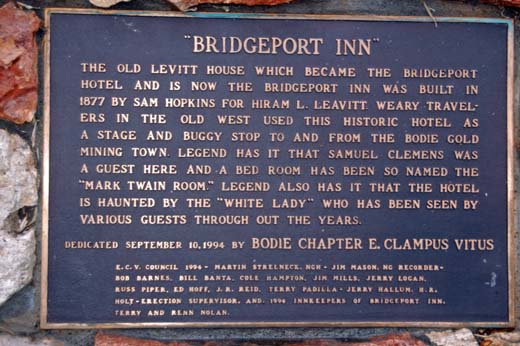 "BRIDGEPORT INN"
THE OLD LEVITT HOUSE WHICH BECAME THE BRIDGEPORT
HOTEL AND IS NOW THE BRIDGEPORT INN WAS BUILT IN
1877 BY SAM HOPKINS FOR HIRAM L. LEAVITT. WEARY TRAVEL-
ERS IN THE OLD WEST USED THIS HISTORIC HOTEL AS
A STAGE AND BUGGY STOP TO AND FROM THE BODIE GOLD
MINING TOWN. LEGEND HAS IT THAT SAMUEL CLEMENS WAS
A GUEST HERE AND A BED ROOM HAS BEEN SO NAMED THE
"MARK TWAIN ROOM." LEGEND ALSO HAS IT THAT THE HOTEL
IS HAUNTED BY THE "WHITE LADY" WHO HAS BEEN SEEN BY
VARIOUS GUESTS THROUGH OUT THE YEARS.
DEDICATED SEPTEMBER 10, 1994 BY BODIE CHAPTER E. CLAMPUS VITUS
E.C.V. COUNCIL 1994 - MARTIN STRELNECK, NGH - JIM MASON, NG RECORDER -
BOB BARNES, BILL BANTA, COLE HAMPTON, JIM MILLS, JERRY LOGAN,
RUSS PIPER, ED HOFF, J.R. REID, TERRY PADILLA - JERRY HALLUM, H.R.
HOLT - ERECTION SUPERVISOR, AND, 1994 INNKEEPERS OF BRIDGEPORT INN,
TERRY AND RENN NOLAN.